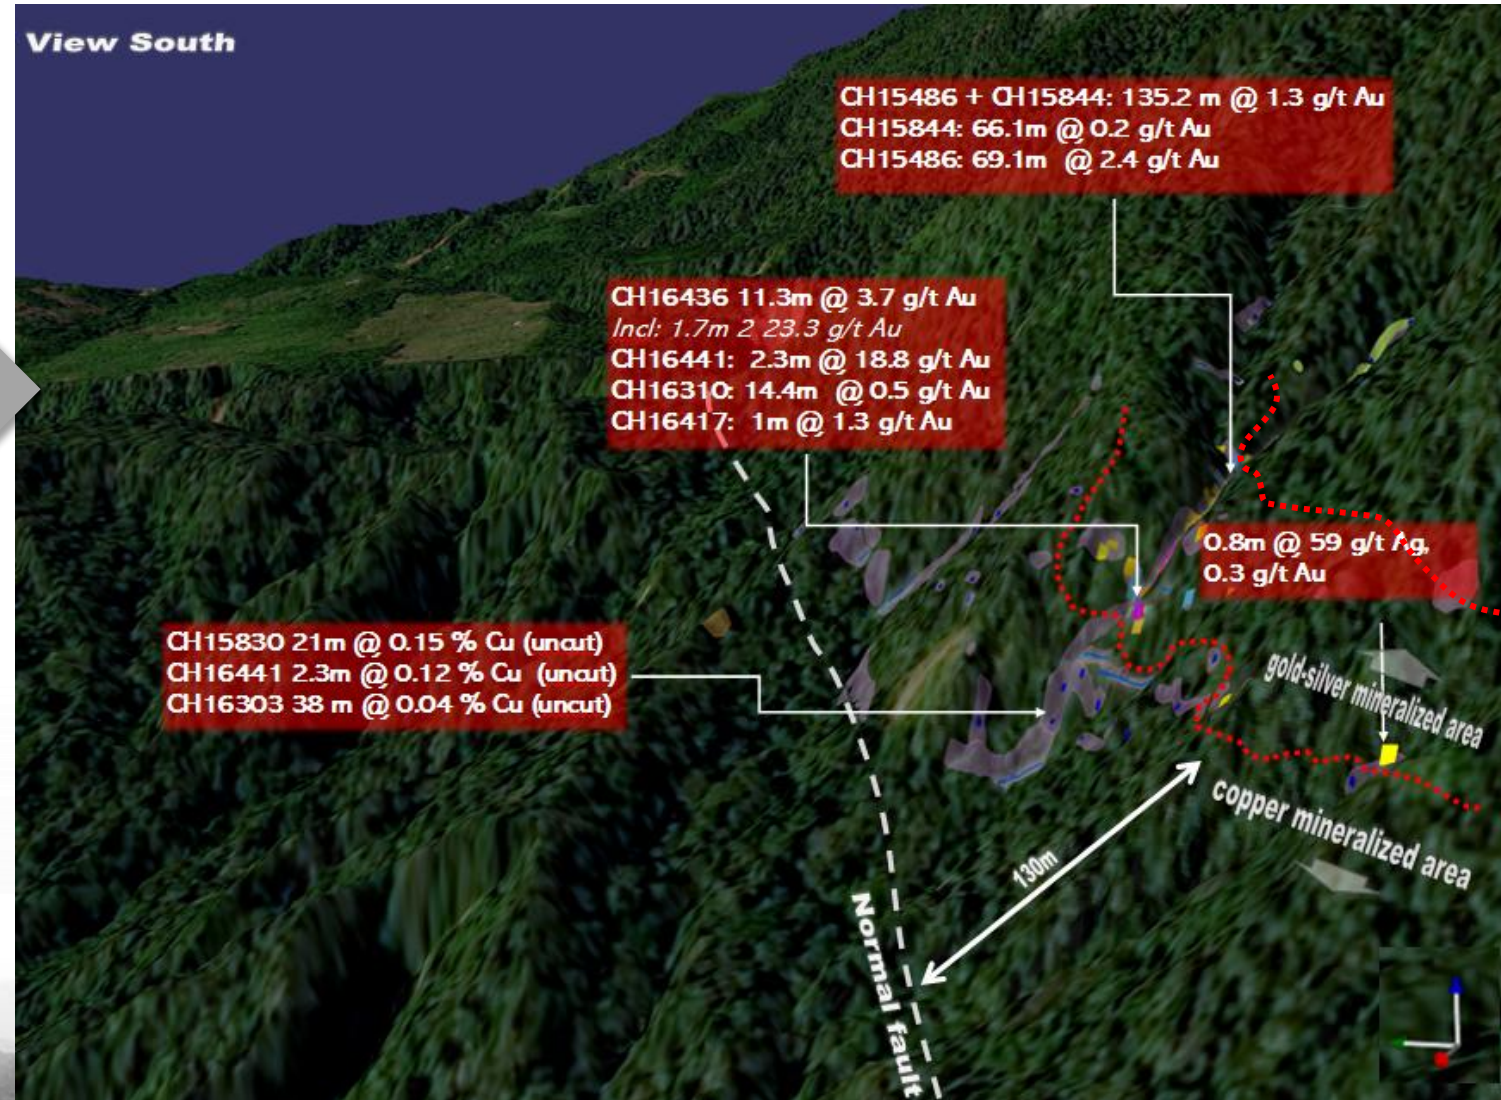 View South
CH15486 + CH15844: 135.2 m @ 1.3 g/t Au
CH15844: 66.1m @ 0.2 g/t Au
CH15486: 69.1m @ 2.4 g/t Au
CH16436 11.3m @ 3.7 g/t Au
Incl: 1.7m 2 23.3 g/t Au
CH16441: 2.3m @ 18.8 g/t Au
CH16310: 14.4m @ 0.5 g/t Au
CH16417: 1m @ 1.3 g/t Au
0.8m @ 59 g/t Ag,
0.3 g/t Au
CH15830 21m @ 0.15 % Cu (uncut)
CH16441 2.3m @ 0.12 % Cu (uncut)
CH16303 38 m @ 0.04 % Cu (uncut)
gold-silver mineralized area
copper mineralized area
130m
Normal fault